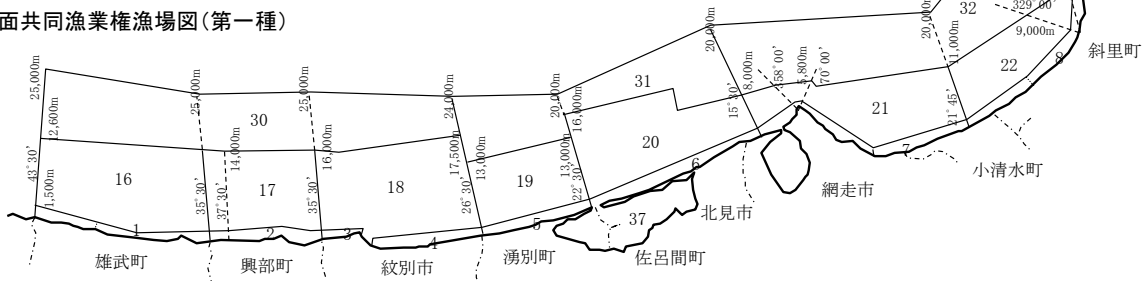 面共同漁業権漁場図(第一種)
329°00'
32
9,000m
20,000m
20,000m
11,000m
斜里町
8
22
25,000m
25,000m
25,000m
24,000m
20,000m
31
8,000m
58°00'
5,800m
70°00'
30
16,000m
15°30'
21
21°45'
12,600m
14,000m
16,000m
17,500m
13,000m
13,000m
20
43°30'
16
17
18
19
22°30'
6
7
小清水町
1,500m
35°30'
37°30'
35°30'
26°30'
37
北見市
網走市
1
2
3
4
5
雄武町
興部町
紋別市
湧別町
佐呂間町